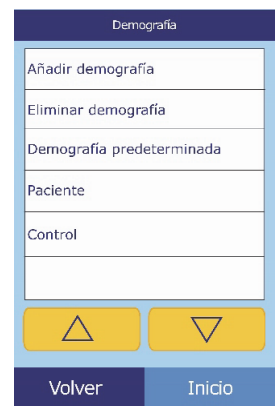 Demografía
Añadir demografía
Eliminar demografía
Demografía predeterminada
Paciente
Control
Volver
Inicio